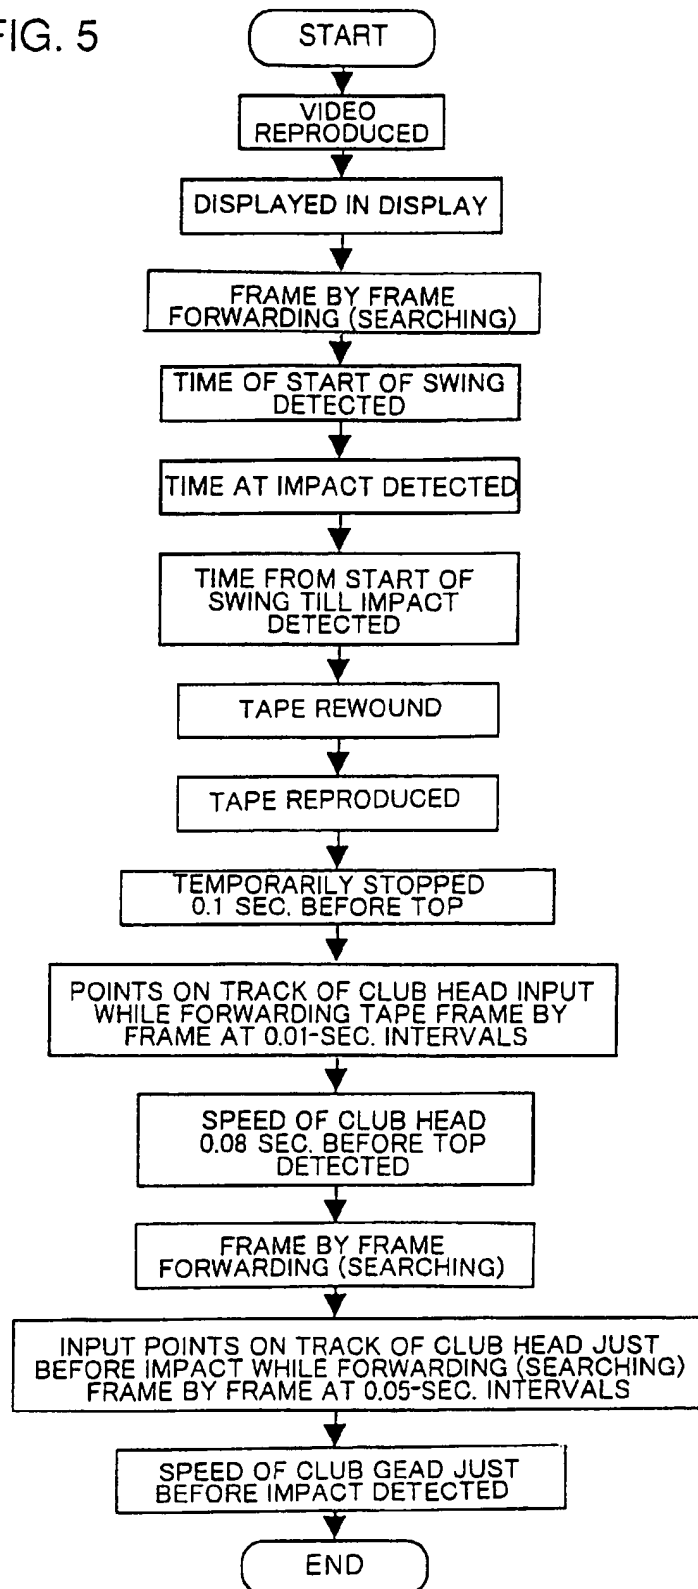 FIG. 5
START
VIDEO
REPRODUCED
DISPLAYED IN DISPLAY
FRAME BY FRAME
FORWARDING (SEARCHING)
TIME OF START OF SWING
DETECTED
TIME AT IMPACT DETECTED
TIME FROM START OF
SWING TILL IMPACT
DETECTED
TAPE REWOUND
TAPE REPRODUCED
TEMPORARILY STOPPED
0.1 SEC. BEFORE TOP
POINTS ON TRACK OF CLUB HEAD INPUT
WHILE FORWARDING TAPE FRAME BY
FRAME AT 0.01-SEC. INTERVALS
SPEED OF CLUB HEAD
0.08 SEC. BEFORE TOP
DETECTED
FRAME BY FRAME
FORWARDING (SEARCHING)
INPUT POINTS ON TRACK OF CLUB HEAD JUST
BEFORE IMPACT WHILE FORWARDING (SEARCHING)
FRAME BY FRAME AT 0.05-SEC. INTERVALS
SPEED OF CLUB GEAD JUST
BEFORE IMPACT DETECTED
END